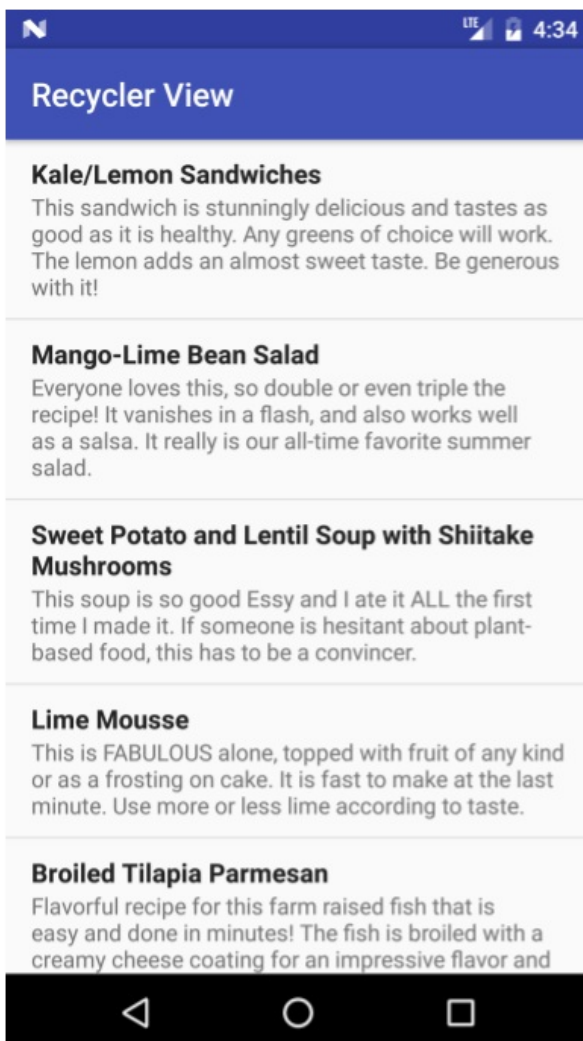 LTE 4:34
Recycler View
Kale/Lemon Sandwiches
This sandwich is stunningly delicious and tastes as
good as it is healthy. Any greens of choice will work.
The lemon adds an almost sweet taste. Be generous
with it!
Mango-Lime Bean Salad
Everyone loves this, so double or even triple the
recipe! It vanishes in a flash, and also works well
as a salsa. It really is our all-time favorite summer
salad.
Sweet Potato and Lentil Soup with Shiitake
Mushrooms
This soup is so good Essy and I ate it ALL the first
time I made it. If someone is hesitant about plant-
based food, this has to be a convincer.
Lime Mousse
This is FABULOUS alone, topped with fruit of any kind
or as a frosting on cake. It is fast to make at the last
minute. Use more or less lime according to taste.
Broiled Tilapia Parmesan
Flavorful recipe for this farm raised fish that is
easy and done in minutes! The fish is broiled with a
creamy cheese coating for an impressive flavor and